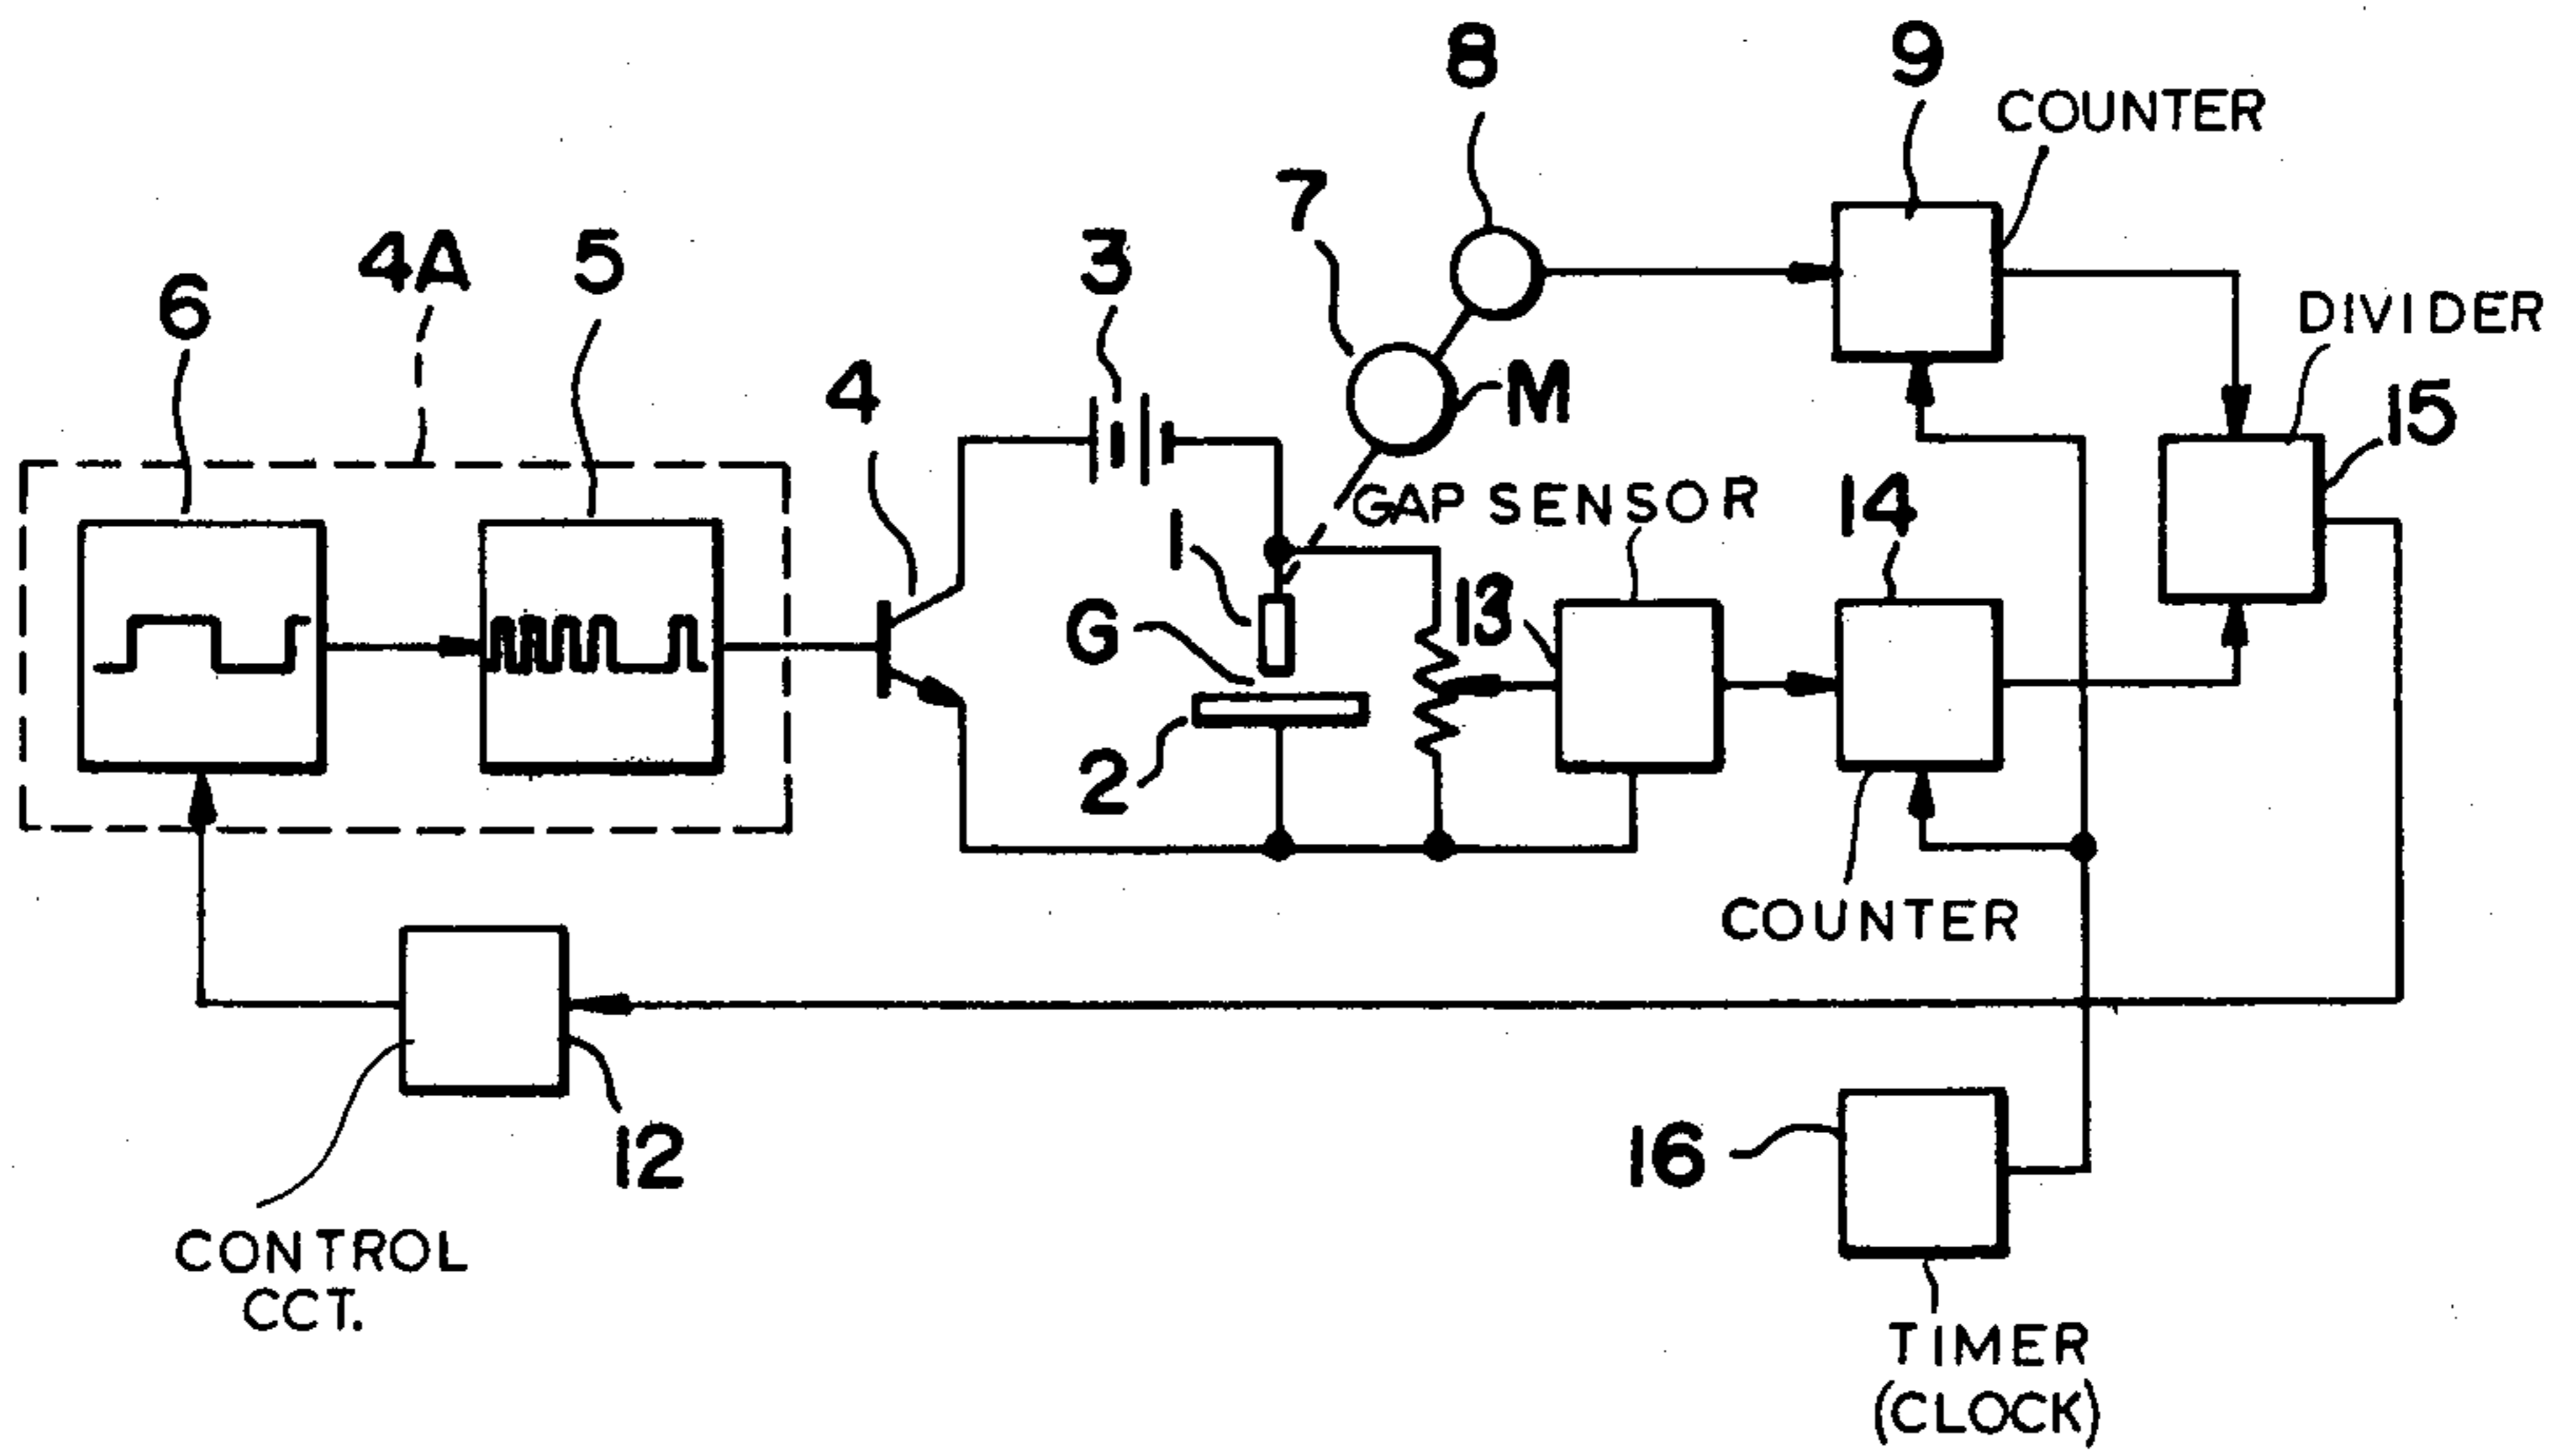 8
9
COUNTER
7
4A
5
3
6
DIVIDER
M
4
15
GAP SENSOR
14
1
13
G
2
COUNTER
12
16
CONTROL
CCT.
TIMER
(CLOCK)